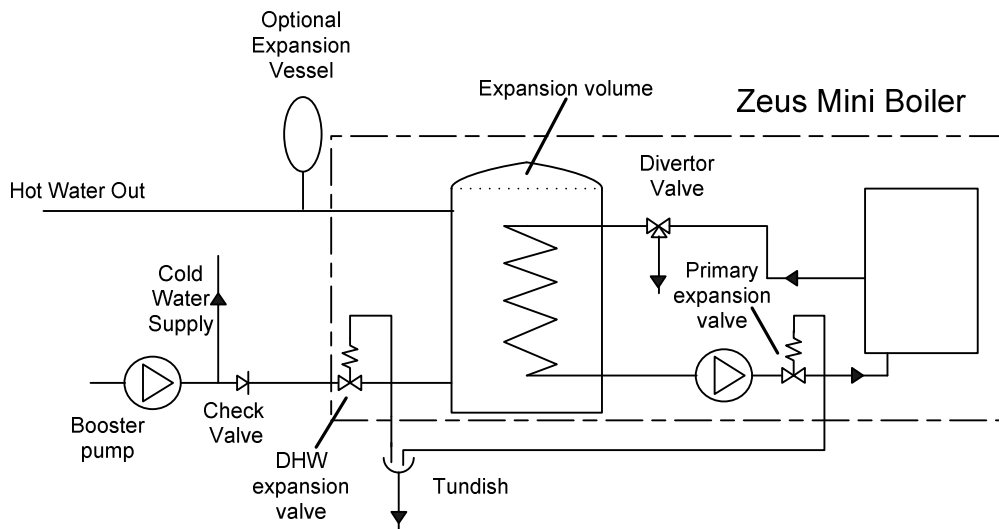 Optional
Expansion
Vessel
Expansion volume
Zeus Mini Boiler
Divertor
Valve
Hot Water Out
Primary
expansion
valve
Cold
Water
Supply
Booster
pump
Check
Valve
DHW
expansion
valve
Tundish